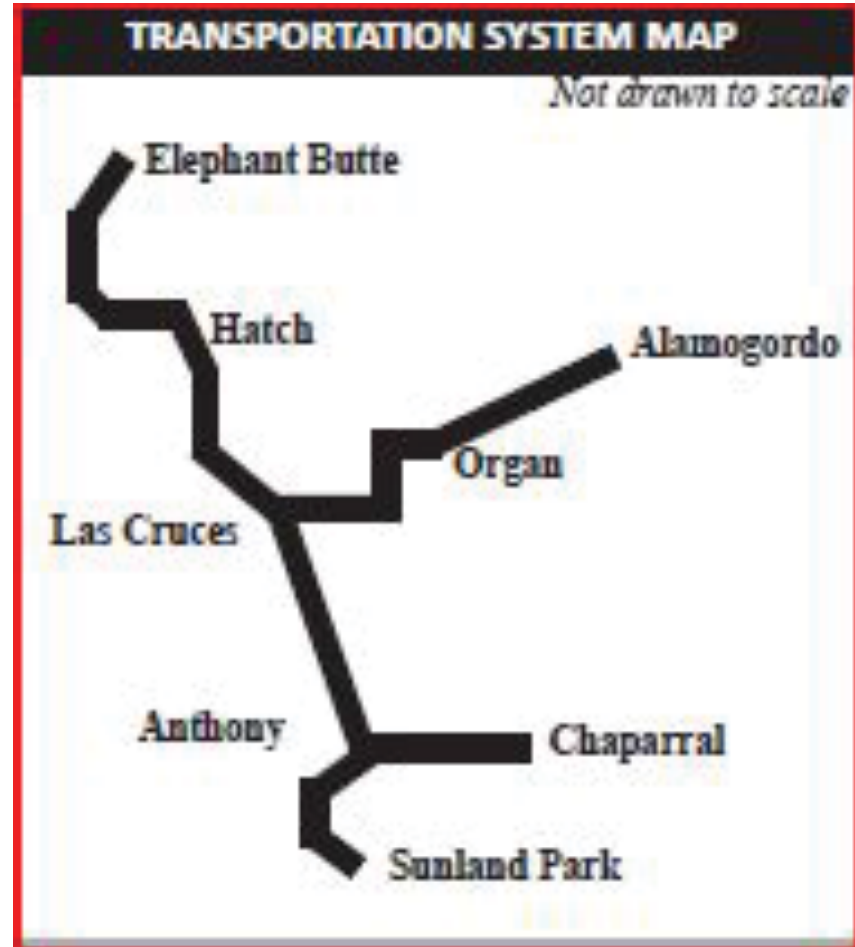 TRANSPORTATION SYSTEM MAP
Not drawn to scale
Elephant Butte
Hatch
Alamogordo
Organ
Las Cruces
Anthony
Chaparral
Sunland Park